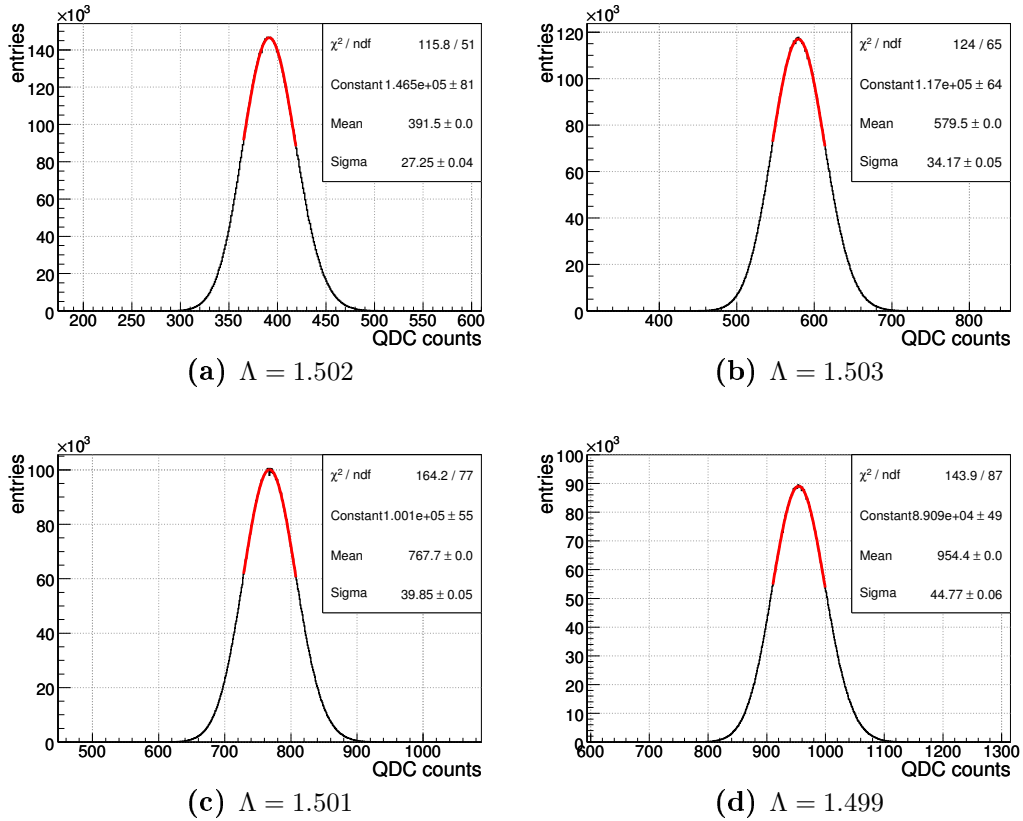 ×10³
entries
140
120
100
80
60
40
20
0
200 250 300 350 400 450 500 550 600
QDC counts
χ² / ndf 115.8 / 51
Constant 1.465e+05 ± 81
Mean 391.5 ± 0.0
Sigma 27.25 ± 0.04
(a) Λ = 1.502
×10³
entries
120
100
80
60
40
20
0
400 500 600 700 800
QDC counts
χ² / ndf 124 / 65
Constant 1.17e+05 ± 64
Mean 579.5 ± 0.0
Sigma 34.17 ± 0.05
(b) Λ = 1.503
×10³
entries
100
80
60
40
20
0
500 600 700 800 900 1000
QDC counts
χ² / ndf 164.2 / 77
Constant 1.001e+05 ± 55
Mean 767.7 ± 0.0
Sigma 39.85 ± 0.05
(c) Λ = 1.501
×10³
entries
100
90
80
70
60
50
40
30
20
10
0
600 700 800 900 1000 1100 1200 1300
QDC counts
χ² / ndf 143.9 / 87
Constant 8.909e+04 ± 49
Mean 954.4 ± 0.0
Sigma 44.77 ± 0.06
(d) Λ = 1.499